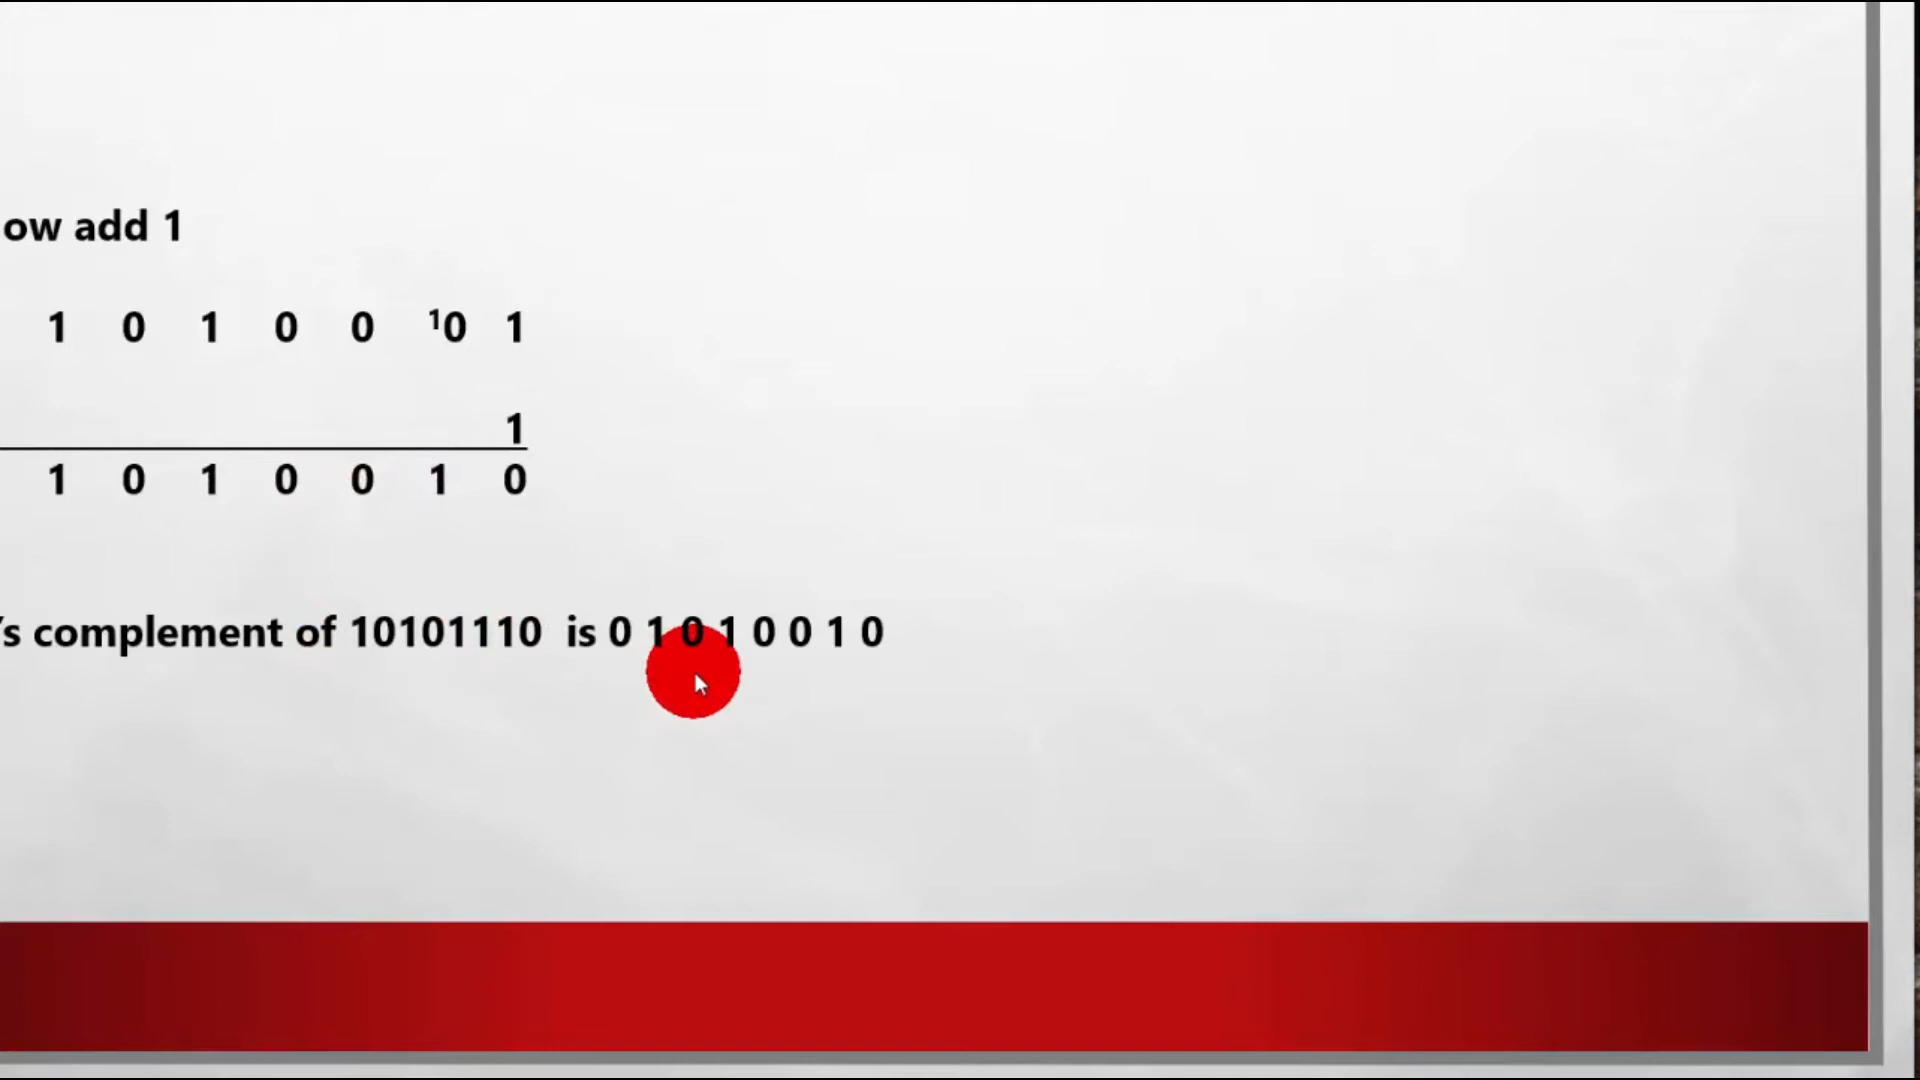 ow add 1
1 0 1 0 0 ¹0 1
1
1 0 1 0 0 1 0
's complement of 10101110 is 0 1 0 1 0 0 1 0